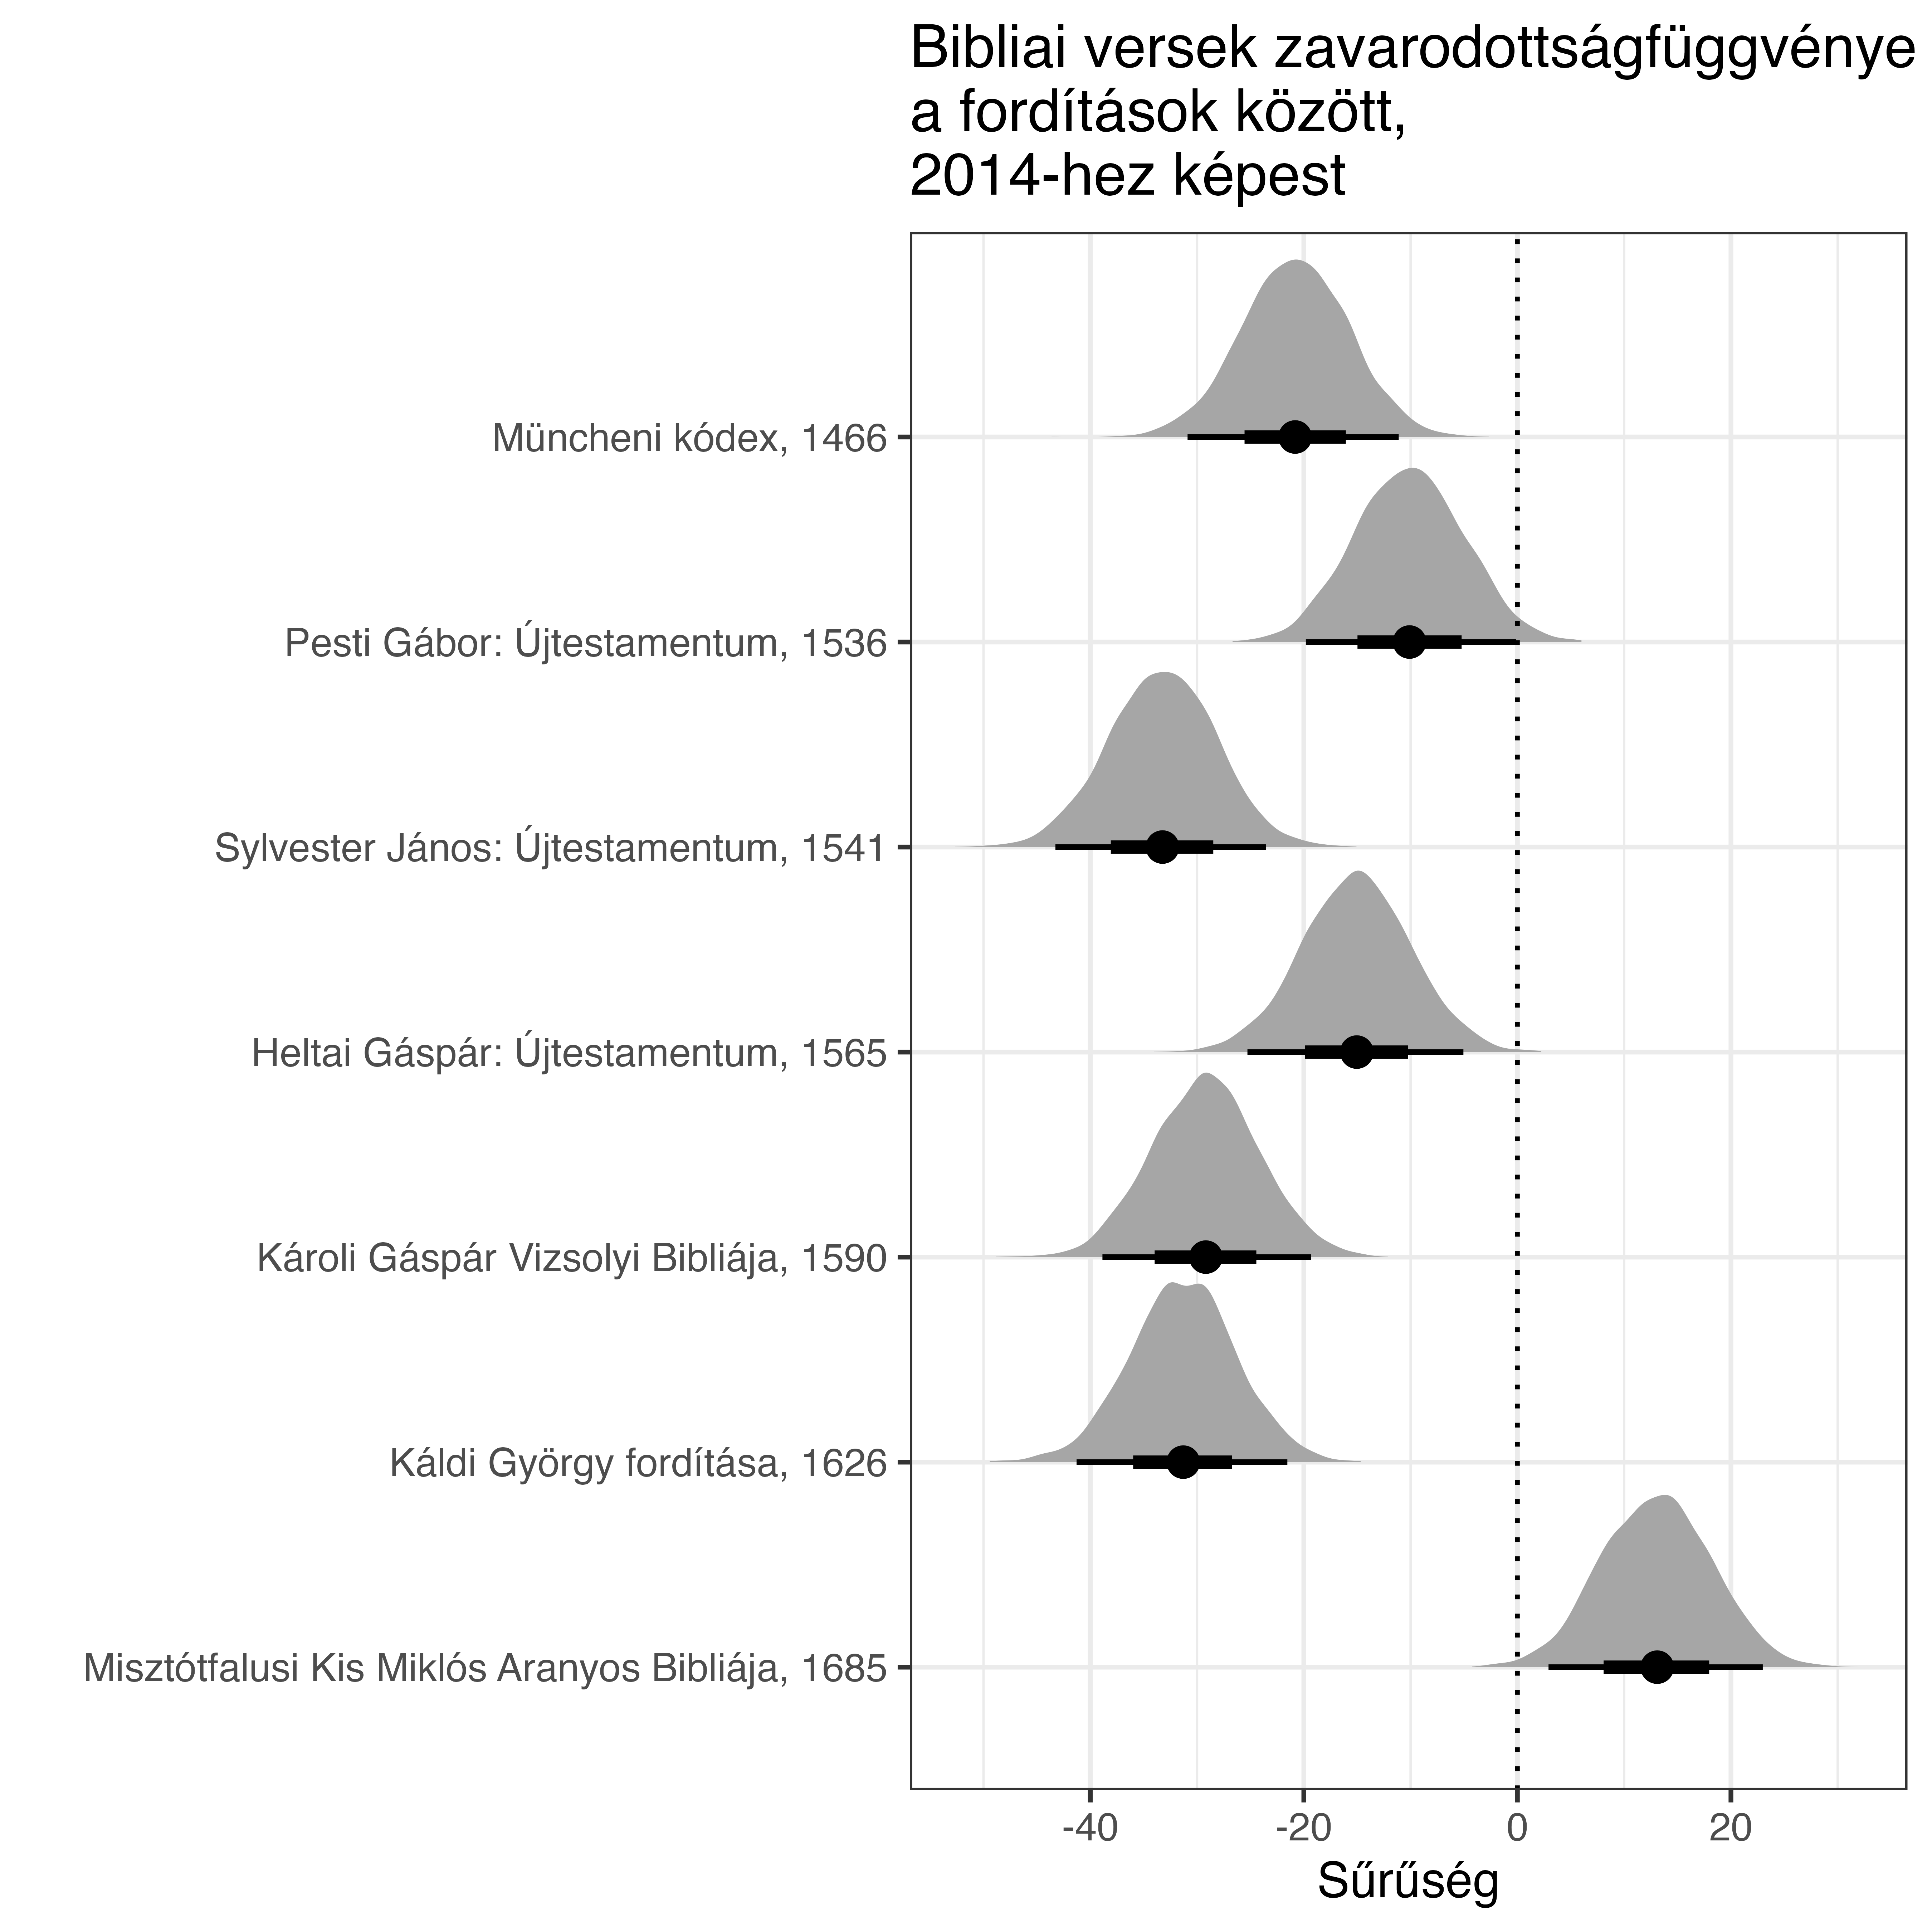 Bibliai versek zavarodottságfüggvénye
a fordítások között,
2014-hez képest
Müncheni kódex, 1466
Pesti Gábor: Újtestamentum, 1536
Sylvester János: Újtestamentum, 1541
Heltai Gáspár: Újtestamentum, 1565
Károli Gáspár Vizsolyi Bibliája, 1590
Káldi György fordítása, 1626
Misztótfalusi Kis Miklós Aranyos Bibliája, 1685
-40 -20 0 20
Sűrűség